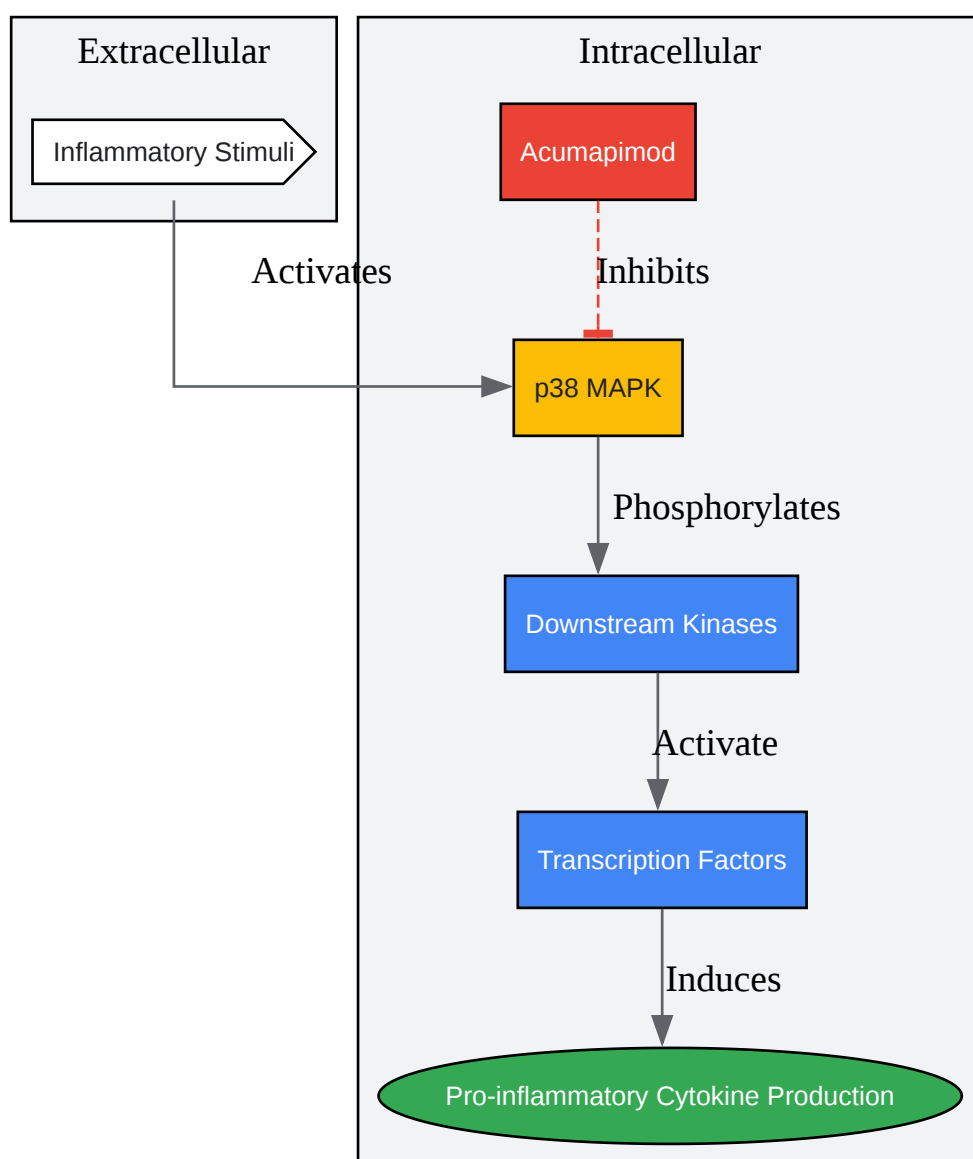 Extracellular
Intracellular
Inflammatory Stimuli
Acumapimod
Activates
Inhibits
p38 MAPK
Phosphorylates
Downstream Kinases
Activate
Transcription Factors
Induces
Pro-inflammatory Cytokine Production